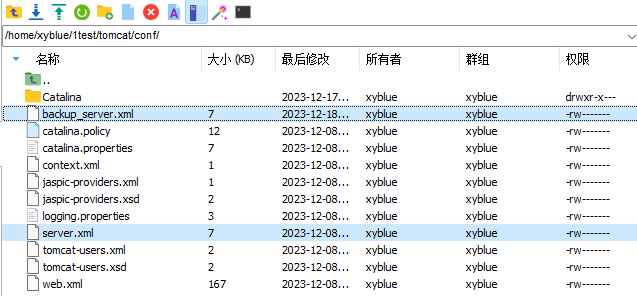 /home/xyblue/1test/tomcat/conf/
名称 大小 (KB) 最后修改 所有者 群组 权限
..
Catalina 2023-12-17... xyblue xyblue drwxr-x---
backup_server.xml 7 2023-12-18... xyblue xyblue -rw-------
catalina.policy 12 2023-12-08... xyblue xyblue -rw-------
catalina.properties 7 2023-12-08... xyblue xyblue -rw-------
context.xml 1 2023-12-08... xyblue xyblue -rw-------
jaspic-providers.xml 1 2023-12-08... xyblue xyblue -rw-------
jaspic-providers.xsd 2 2023-12-08... xyblue xyblue -rw-------
logging.properties 3 2023-12-08... xyblue xyblue -rw-------
server.xml 7 2023-12-08... xyblue xyblue -rw-------
tomcat-users.xml 2 2023-12-08... xyblue xyblue -rw-------
tomcat-users.xsd 2 2023-12-08... xyblue xyblue -rw-------
web.xml 167 2023-12-08... xyblue xyblue -rw-------